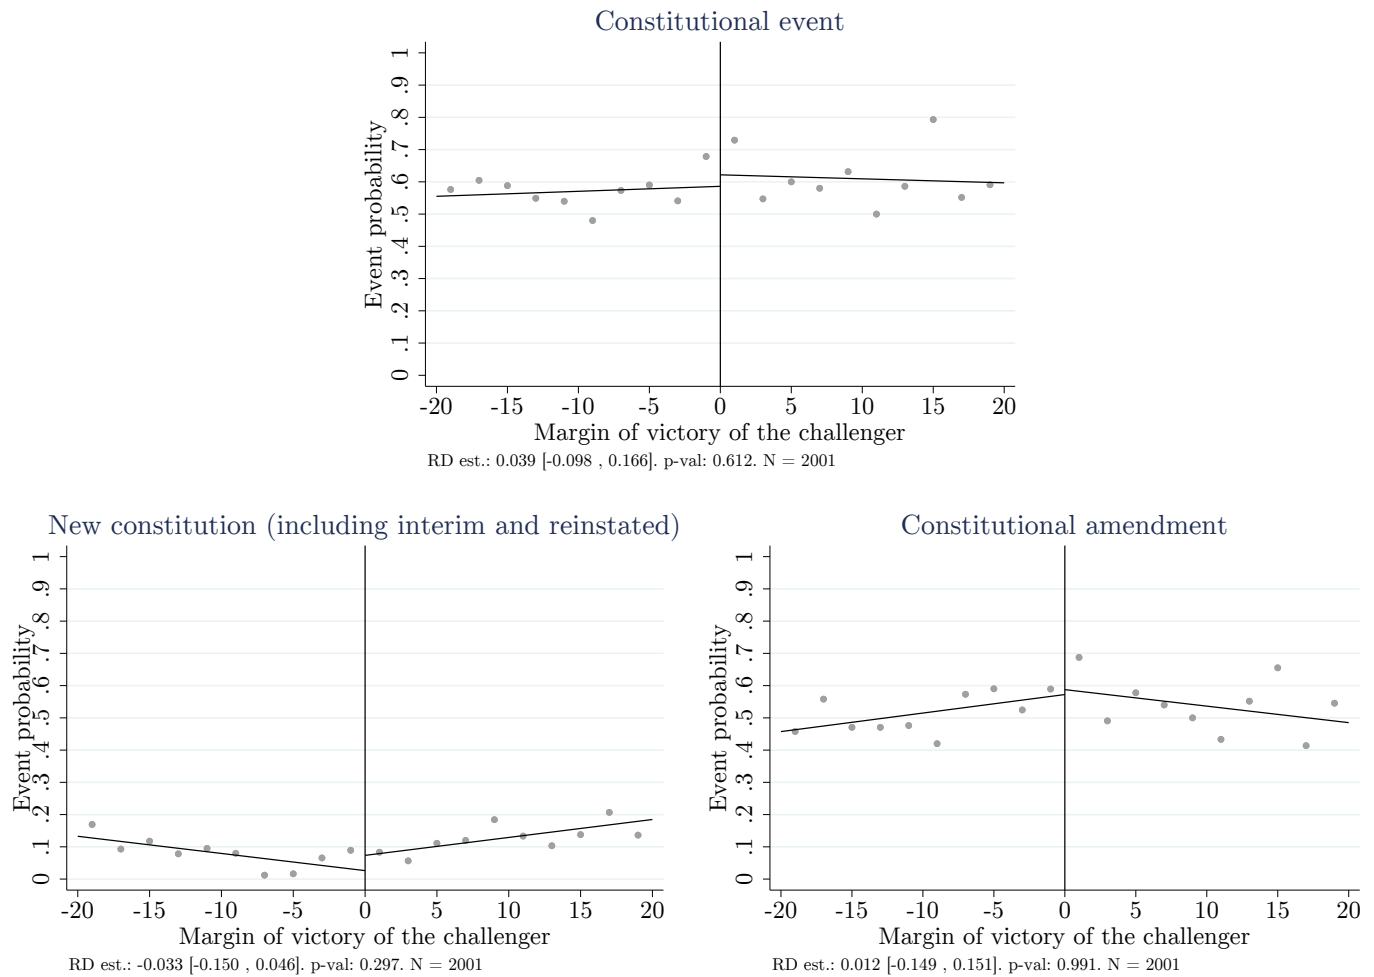 Constitutional event
Event probability
1
.9
.8
.7
.6
.5
.4
.3
.2
.1
0
-20 -15 -10 -5 0 5 10 15 20
Margin of victory of the challenger
RD est.: 0.039 [-0.098 , 0.166]. p-val: 0.612. N = 2001
New constitution (including interim and reinstated)
Event probability
1
.9
.8
.7
.6
.5
.4
.3
.2
.1
0
-20 -15 -10 -5 0 5 10 15 20
Margin of victory of the challenger
RD est.: -0.033 [-0.150 , 0.046]. p-val: 0.297. N = 2001
Constitutional amendment
Event probability
1
.9
.8
.7
.6
.5
.4
.3
.2
.1
0
-20 -15 -10 -5 0 5 10 15 20
Margin of victory of the challenger
RD est.: 0.012 [-0.149 , 0.151]. p-val: 0.991. N = 2001